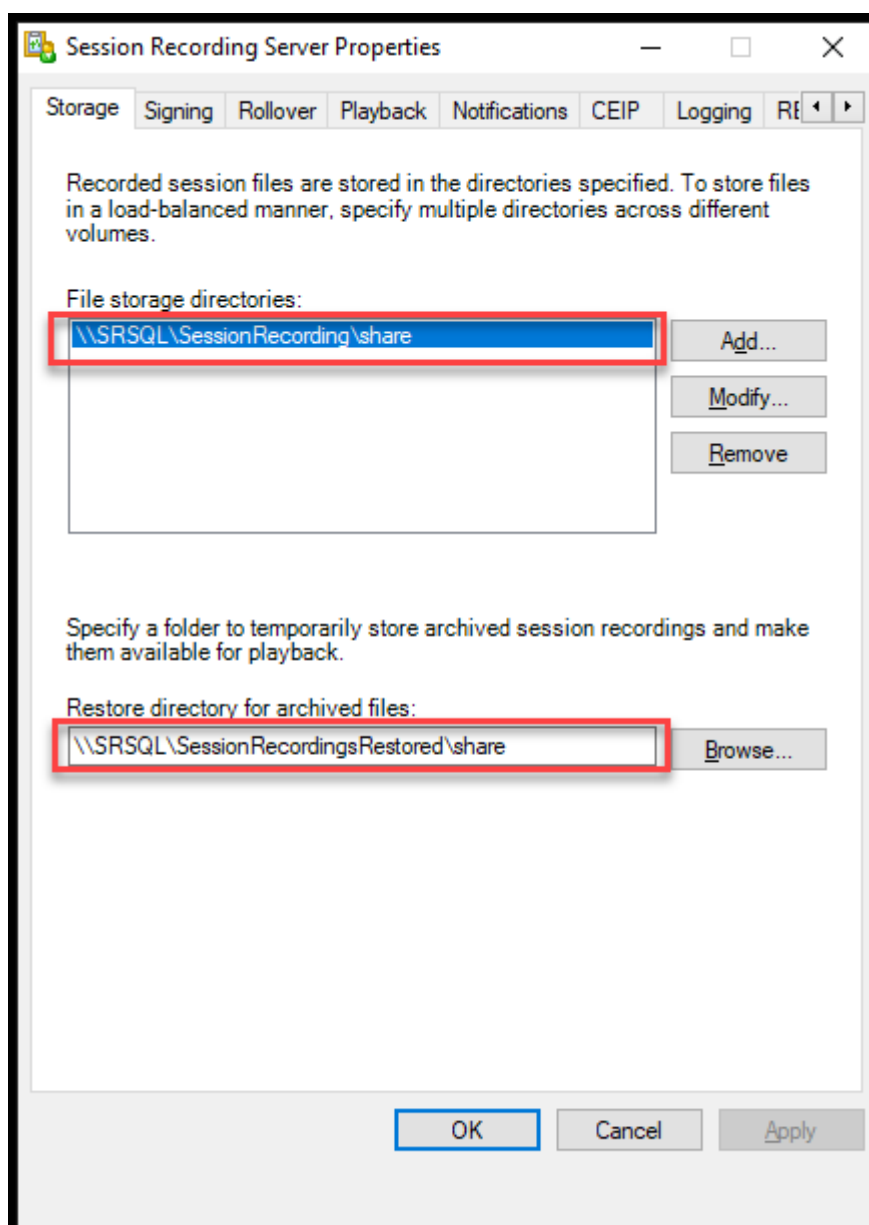 Session Recording Server Properties
Storage Signing Rollover Playback Notifications CEIP Logging
Recorded session files are stored in the directories specified. To store files
in a load-balanced manner, specify multiple directories across different
volumes.
File storage directories:
\\SRSQL\SessionRecording\share
Add...
Modify...
Remove
Specify a folder to temporarily store archived session recordings and make
them available for playback.
Restore directory for archived files:
\\SRSQL\SessionRecordingsRestored\share
Browse...
OK Cancel Apply